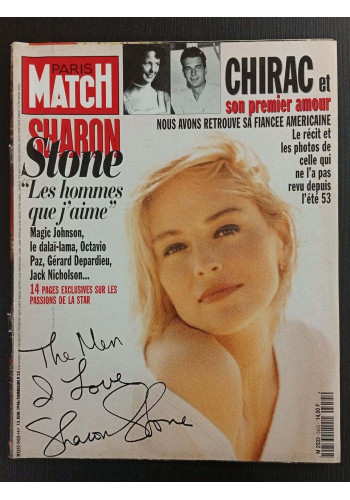 PARIS
MATCH
CHIRAC et
son premier amour
NOUS AVONS RETROUVE SA FIANCEE AMERICAINE
Le récit et
les photos de
celle qui
ne l'a pas
revu depuis
l'été 53
SHARON
Stone
"Les hommes
que j'aime"
Magic Johnson,
le dalaï-lama, Octavio
Paz, Gérard Depardieu,
Jack Nicholson...
14 PAGES EXCLUSIVES SUR LES
PASSIONS DE LA STAR
The Men
I Love
Sharon Stone